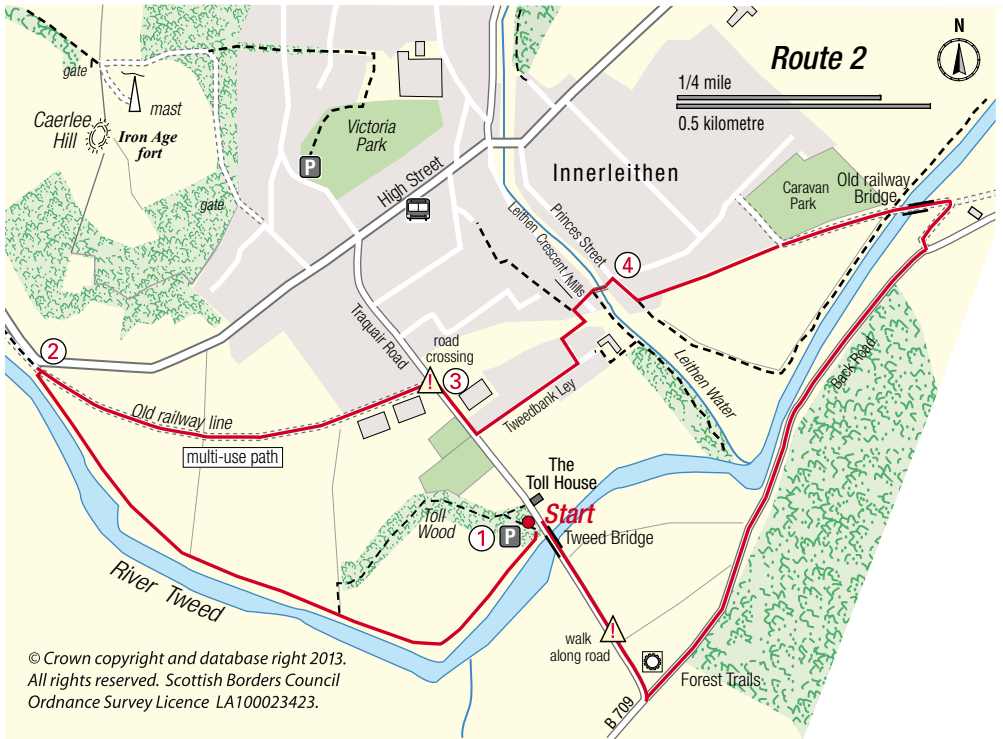 Route 2
N
1/4 mile
0.5 kilometre
gate
mast
Caerlee
Hill
Iron Age
fort
gate
Victoria
Park
P
High Street
Innerleithen
Caravan
Park
Old railway
Bridge
Leithen Crescent/Mills
Princes Street
4
Traquair Road
road
crossing
!
3
2
Old railway line
multi-use path
Tweedbank Ley
Leithen Water
Back Road
The
Toll House
Start
Toll
Wood
1
P
Tweed Bridge
River Tweed
walk
along road
!
Forest Trails
B 709
© Crown copyright and database right 2013.
All rights reserved. Scottish Borders Council
Ordnance Survey Licence LA100023423.